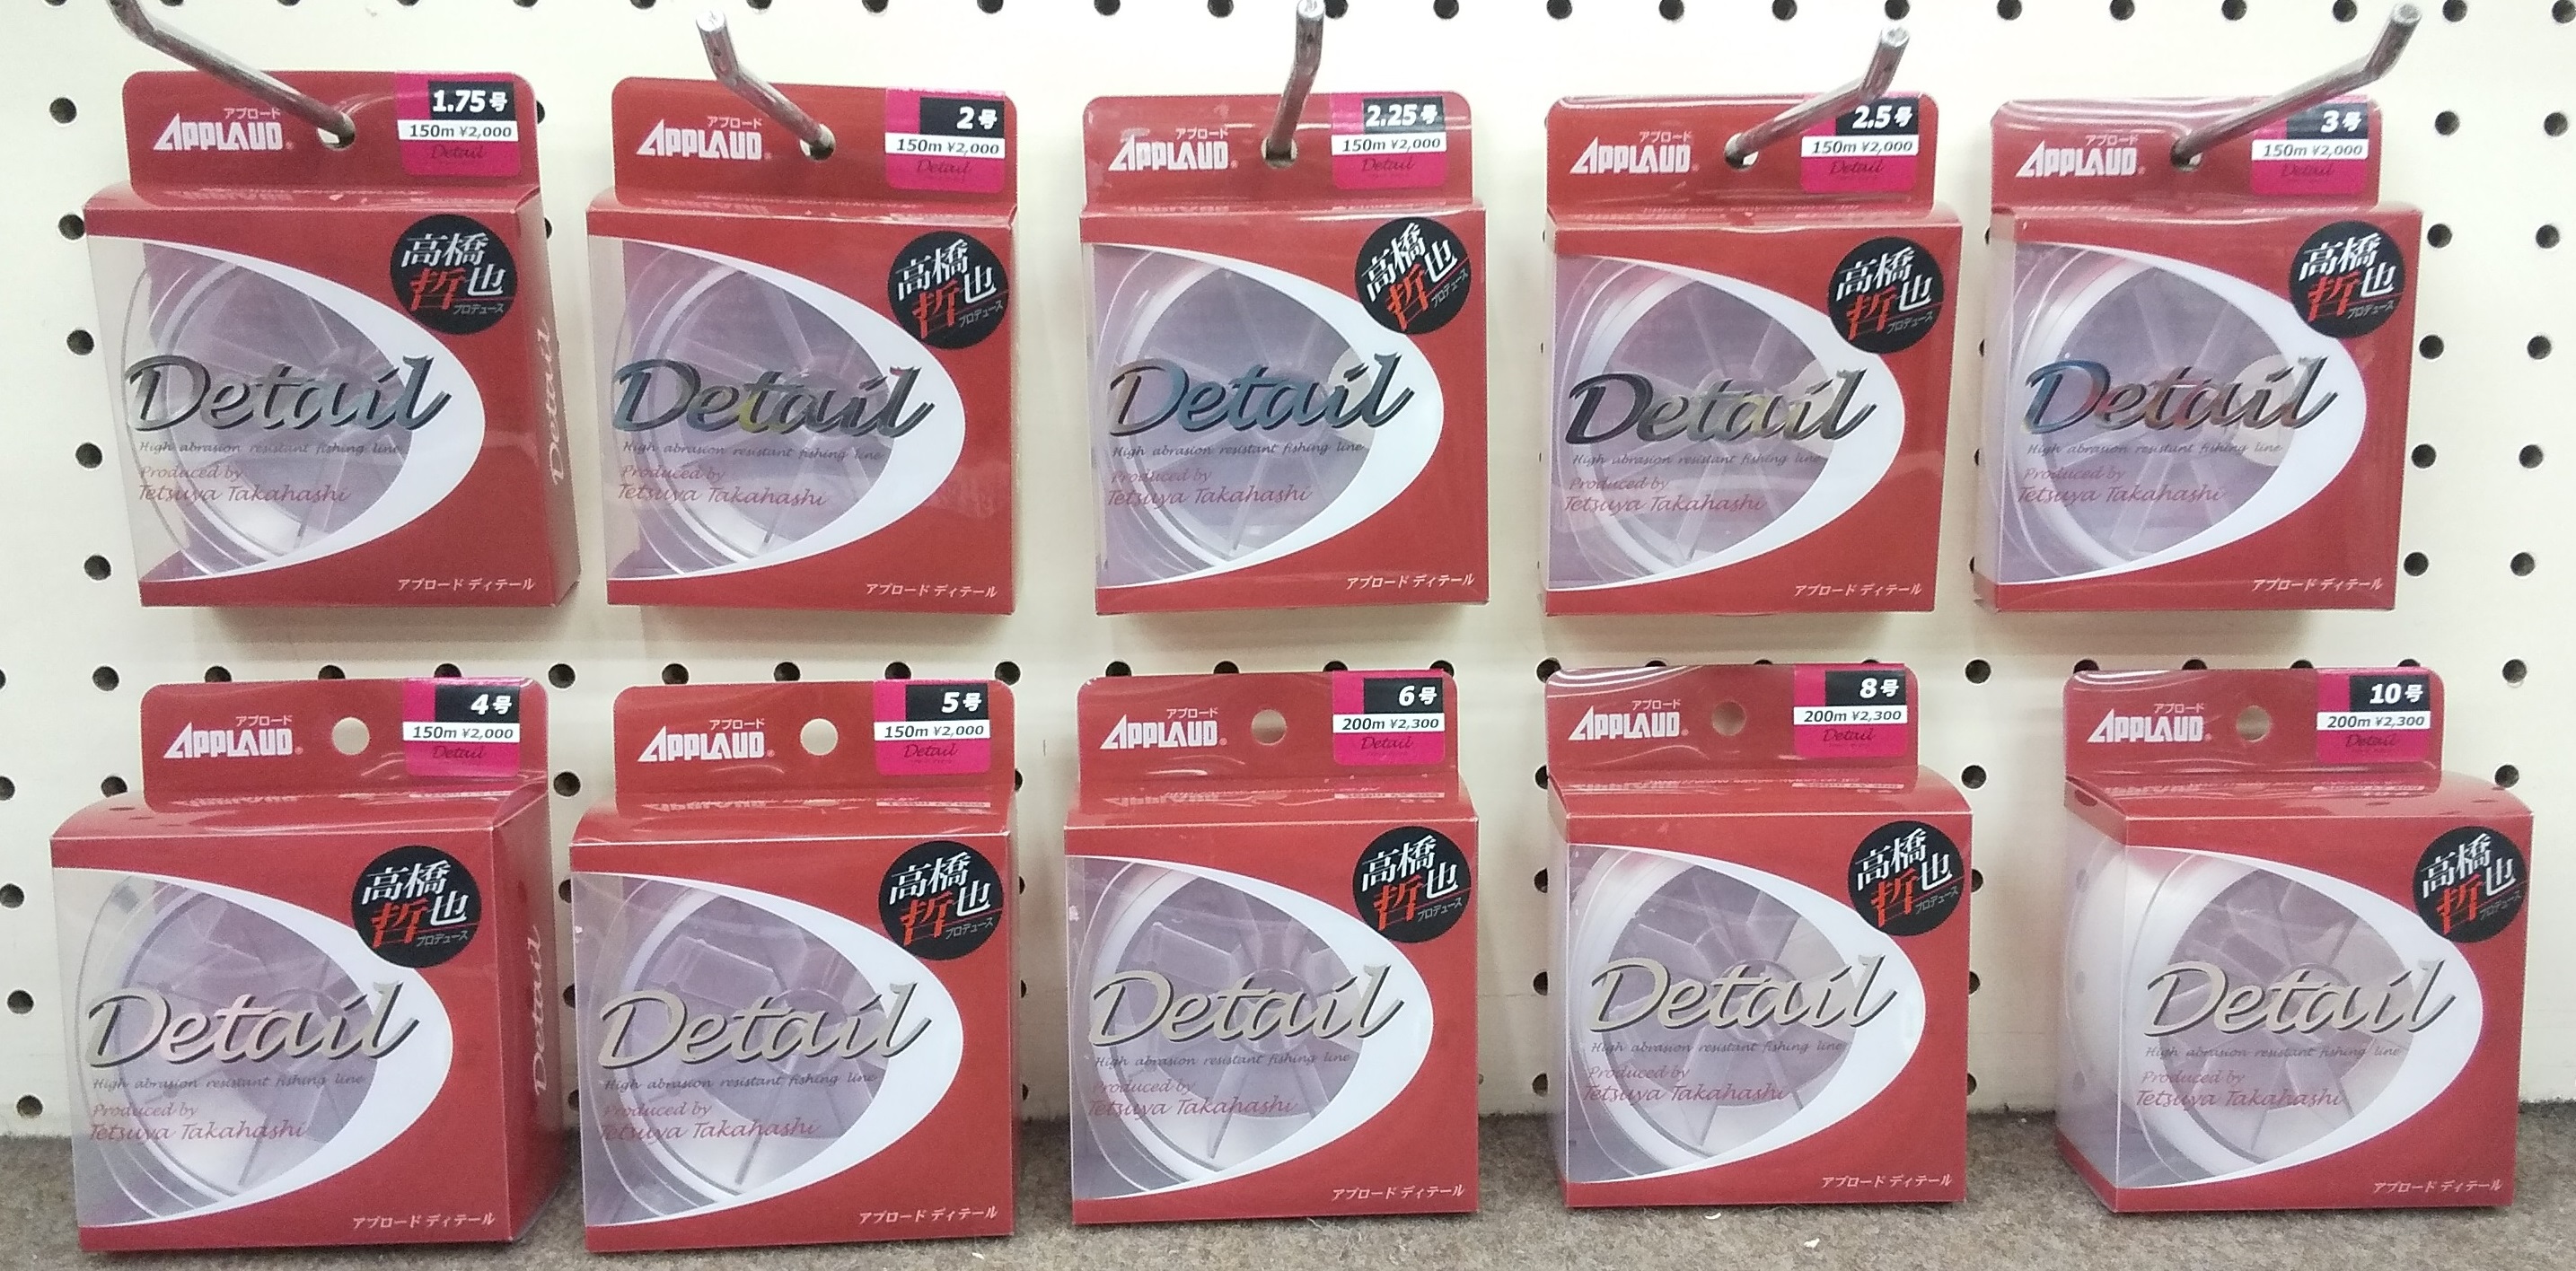 アプロード
APPLAUD®
1.75号
150m ¥2,000
Detail
高橋
哲也
プロデュース
Detail
High abrasion resistant fishing line
Produced by
Tetsuya Takahashi
アプロード ディテール
Detail
アプロード
APPLAUD®
2号
150m ¥2,000
Detail
高橋
哲也
プロデュース
Detail
High abrasion resistant fishing line
Produced by
Tetsuya Takahashi
アプロード ディテール
アプロード
APPLAUD®
2.25号
150m ¥2,000
Detail
高橋
哲也
プロデュース
Detail
High abrasion resistant fishing line
Produced by
Tetsuya Takahashi
アプロード ディテール
アプロード
APPLAUD®
2.5号
150m ¥2,000
Detail
高橋
哲也
プロデュース
Detail
High abrasion resistant fishing line
Produced by
Tetsuya Takahashi
アプロード ディテール
アプロード
APPLAUD®
3号
150m ¥2,000
Detail
高橋
哲也
プロデュース
Detail
High abrasion resistant fishing line
Produced by
Tetsuya Takahashi
アプロード ディテール
アプロード
APPLAUD®
4号
150m ¥2,000
Detail
高橋
哲也
プロデュース
Detail
High abrasion resistant fishing line
Produced by
Tetsuya Takahashi
アプロード ディテール
Detail
アプロード
APPLAUD®
5号
150m ¥2,000
Detail
高橋
哲也
プロデュース
Detail
High abrasion resistant fishing line
Produced by
Tetsuya Takahashi
アプロード ディテール
アプロード
APPLAUD®
6号
200m ¥2,300
Detail
高橋
哲也
プロデュース
Detail
High abrasion resistant fishing line
Produced by
Tetsuya Takahashi
アプロード ディテール
アプロード
APPLAUD®
8号
200m ¥2,300
Detail
高橋
哲也
プロデュース
Detail
High abrasion resistant fishing line
Produced by
Tetsuya Takahashi
アプロード ディテール
アプロード
APPLAUD®
10号
200m ¥2,300
Detail
高橋
哲也
プロデュース
Detail
High abrasion resistant fishing line
Produced by
Tetsuya Takahashi
アプロード ディテール